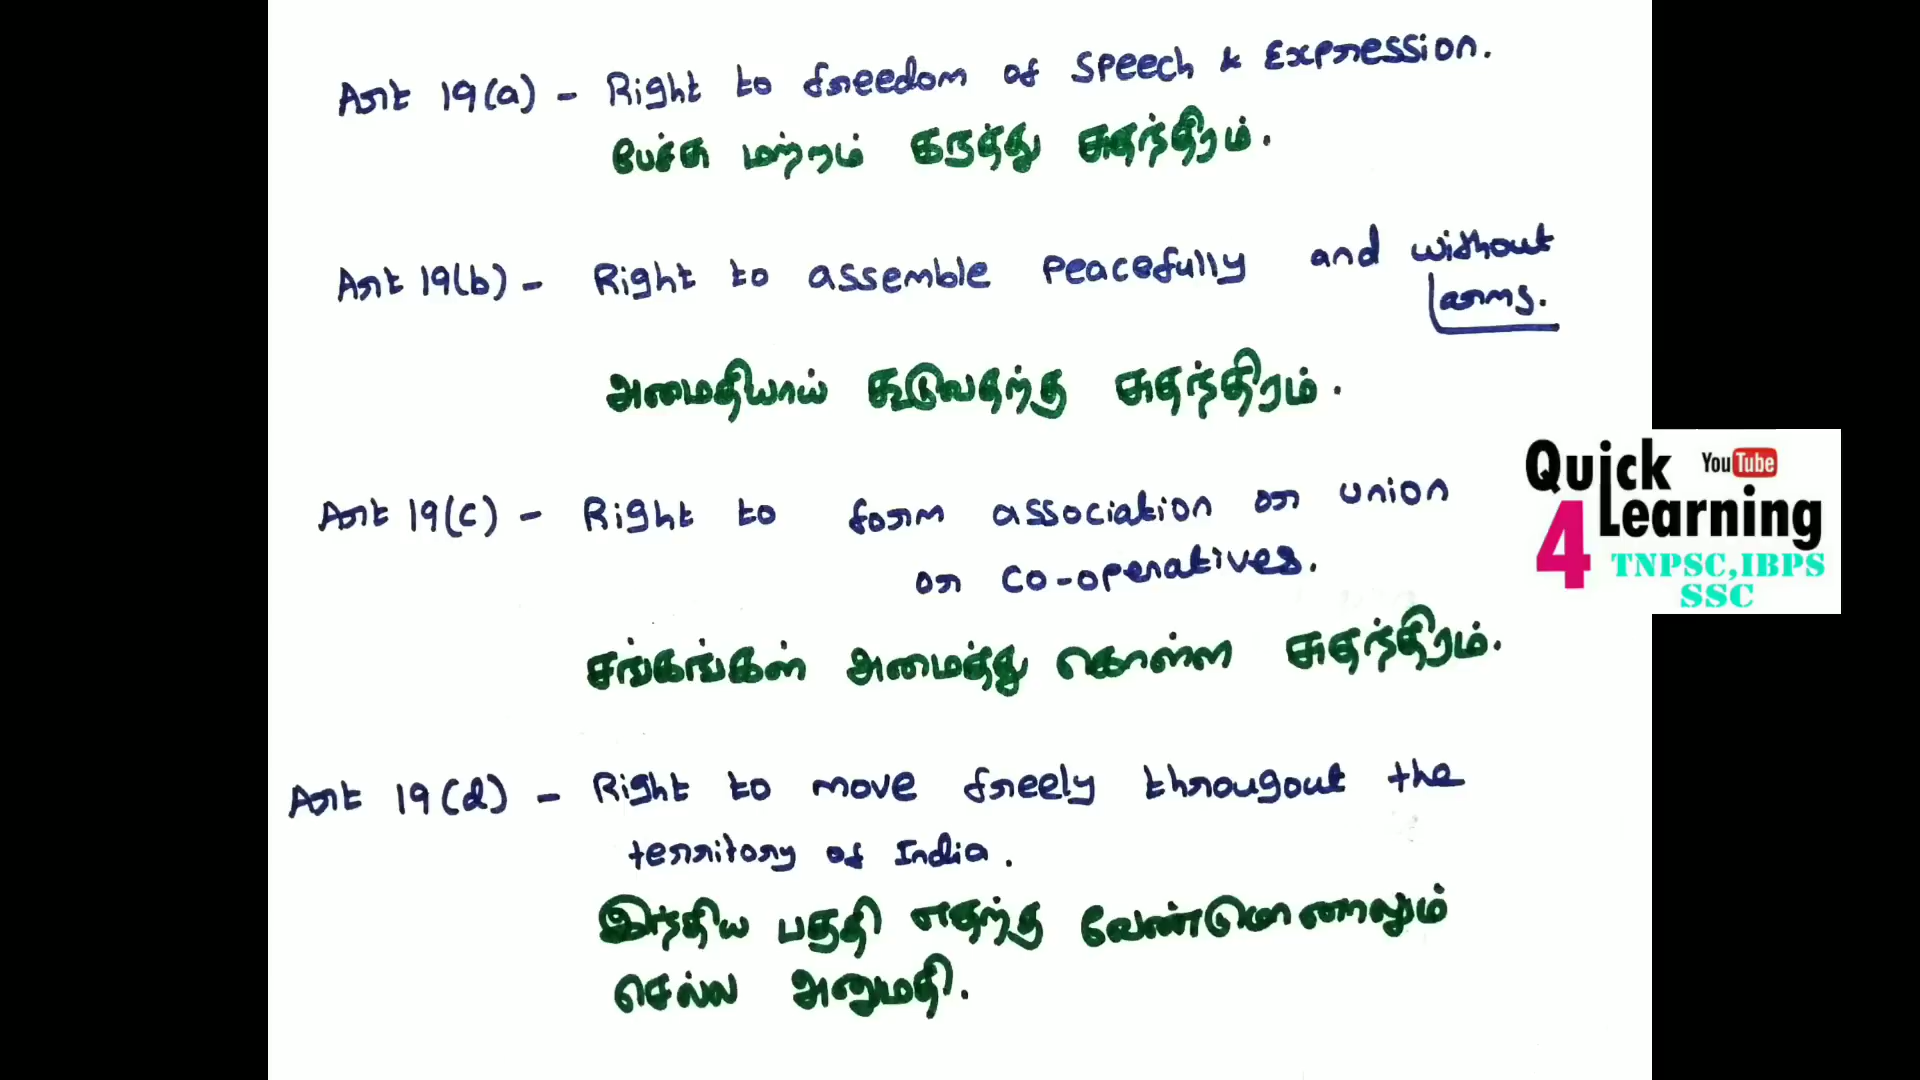 Art 19(a) - Right to freedom of Speech & Expression.
பேச்சு மற்றம் கருத்து சுதந்திரம்.
Art 19(b) - Right to assemble peacefully and without
arms.
அமைதியாய் கூடுவதற்கு சுதந்திரம்.
Art 19(c) - Right to form association or union
or co-operatives.
சங்கங்கள் அமைத்து கொள்ள சுதந்திரம்.
Art 19(d) - Right to move freely througout the
territory of India.
இந்திய பகுதி எதற்கு வேண்டுமொணாலும்
செல்ல அனுமதி.
Quick YouTube
4 Learning
TNPSC,IBPS
SSC